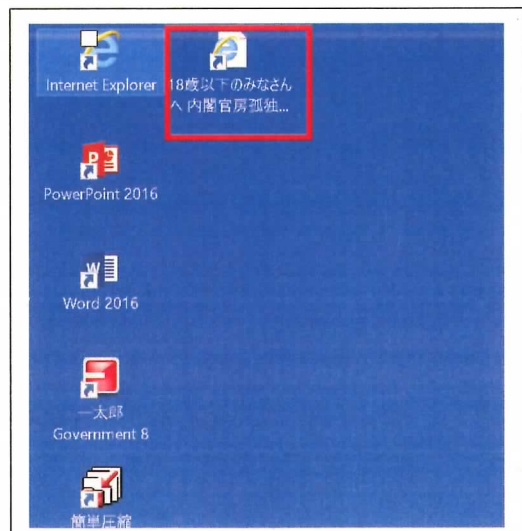 Internet Explorer
18歳以下のみなさん
へ 内閣官房孤独...
PowerPoint 2016
Word 2016
一太郎
Government 8
簡単圧縮